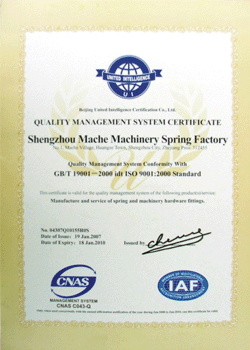 UNITED INTELLIGENCE
U I
Beijing United Intelligence Certification Co., Ltd.
QUALITY MANAGEMENT SYSTEM CERTIFICATE
Shengzhou Mache Machinery Spring Factory
Quality Management System Conformity With
GB/T 19001—2000 idt ISO 9001:2000 Standard
This certificate is valid for the quality management system of the following products/service:
Manufacture and service of spring and machinery hardware fittings.
No. 04307Q10155R0S
Date of Issue: 19 Jan.2007
Date of Expiry: 18 Jan.2010
Issued by
CNAS
MANAGEMENT SYSTEM
CNAS C043-Q
IAF